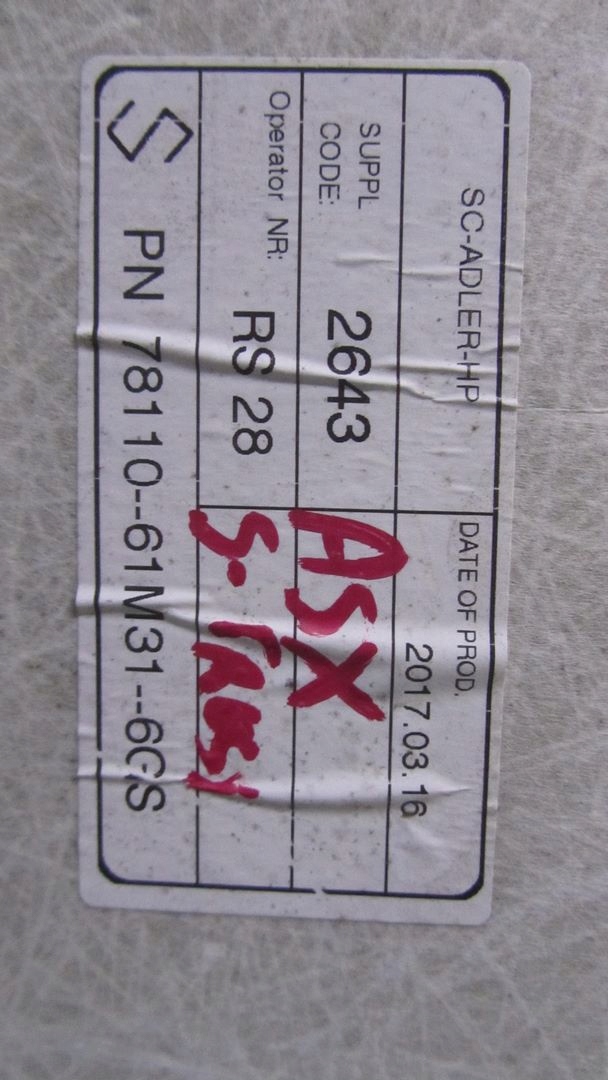 SC-ADLER-HP
DATE OF PROD.
2017.03.16
SUPPL
CODE:
2643
Operator NR:
RS 28
ASX
S.
PN 78110--61M31--6GS